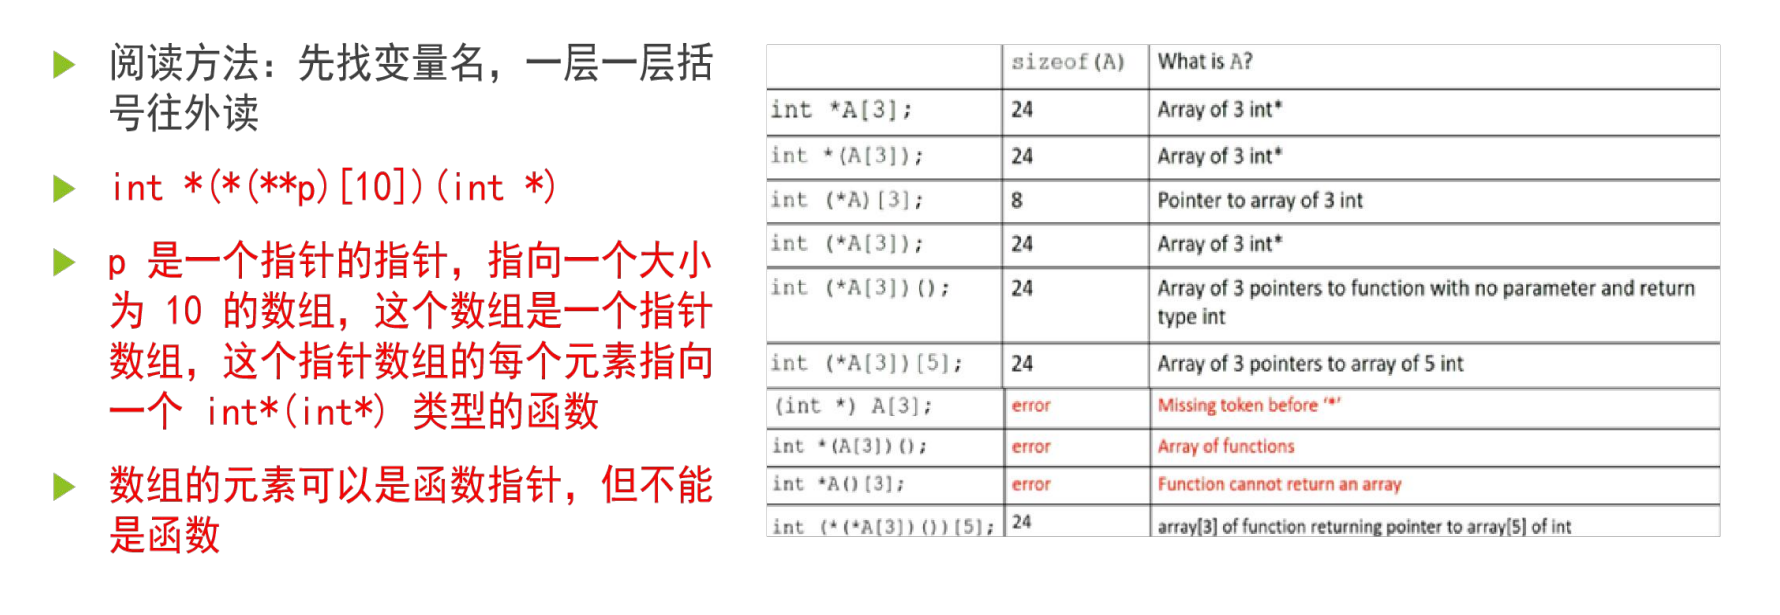 阅读方法：先找变量名，一层一层括
号往外读
int *(*(**p)[10])(int *)
p 是一个指针的指针，指向一个大小
为 10 的数组，这个数组是一个指针
数组，这个指针数组的每个元素指向
一个 int*(int*) 类型的函数
数组的元素可以是函数指针，但不能
是函数
sizeof(A) What is A?
int *A[3]; 24 Array of 3 int*
int *(A[3]); 24 Array of 3 int*
int (*A)[3]; 8 Pointer to array of 3 int
int (*A[3]); 24 Array of 3 int*
int (*A[3])(); 24 Array of 3 pointers to function with no parameter and return
type int
int (*A[3])[5]; 24 Array of 3 pointers to array of 5 int
(int *) A[3]; error Missing token before ‘*’
int *(A[3])(); error Array of functions
int *A()[3]; error Function cannot return an array
int (*(*A[3])())[5]; 24 array[3] of function returning pointer to array[5] of int